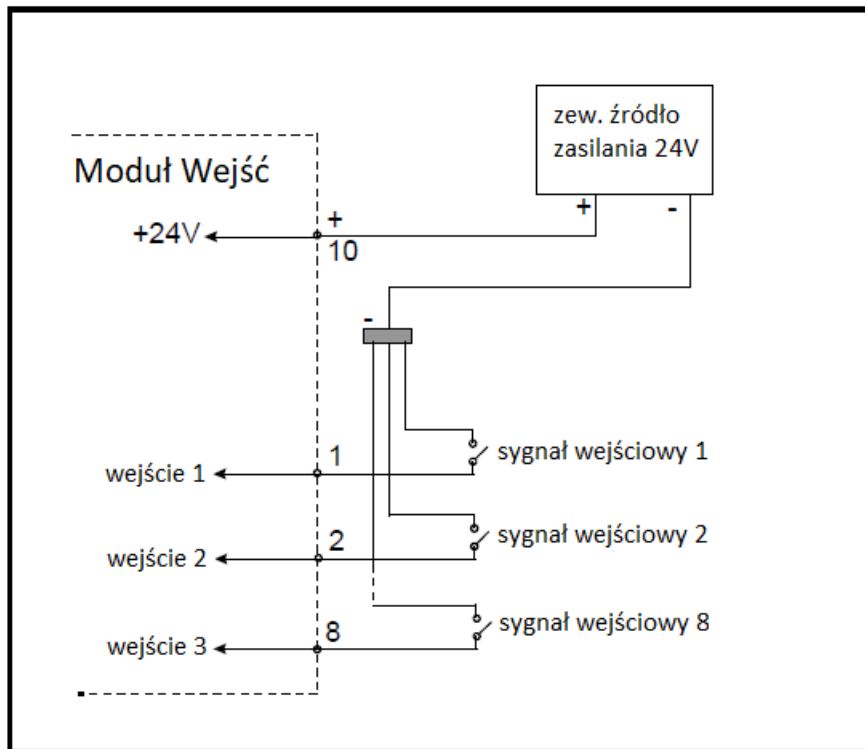 zew. źródło
zasilania 24V
+ -
Moduł Wejść
+
+24V
10
-
1
sygnał wejściowy 1
wejście 1
2
sygnał wejściowy 2
wejście 2
8
sygnał wejściowy 8
wejście 3